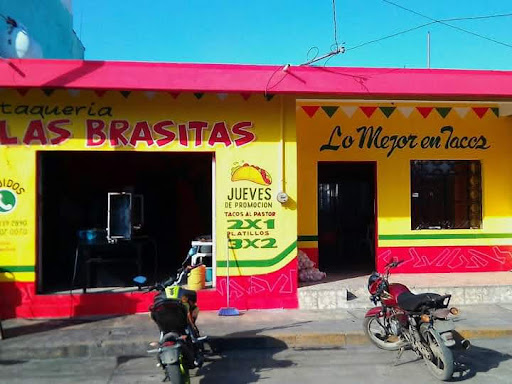 taqueria
LAS BRASITAS
Lo Mejor en Tacos
JUEVES
DE PROMOCION
TACOS AL PASTOR
2X1
PLATILLOS
3X2